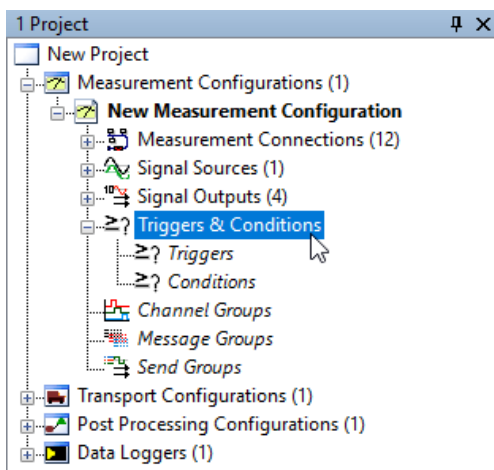 1 Project
New Project
Measurement Configurations (1)
New Measurement Configuration
Measurement Connections (12)
Signal Sources (1)
10 Signal Outputs (4)
≥? Triggers & Conditions
≥? Triggers
≥? Conditions
Channel Groups
Message Groups
Send Groups
Transport Configurations (1)
Post Processing Configurations (1)
Data Loggers (1)